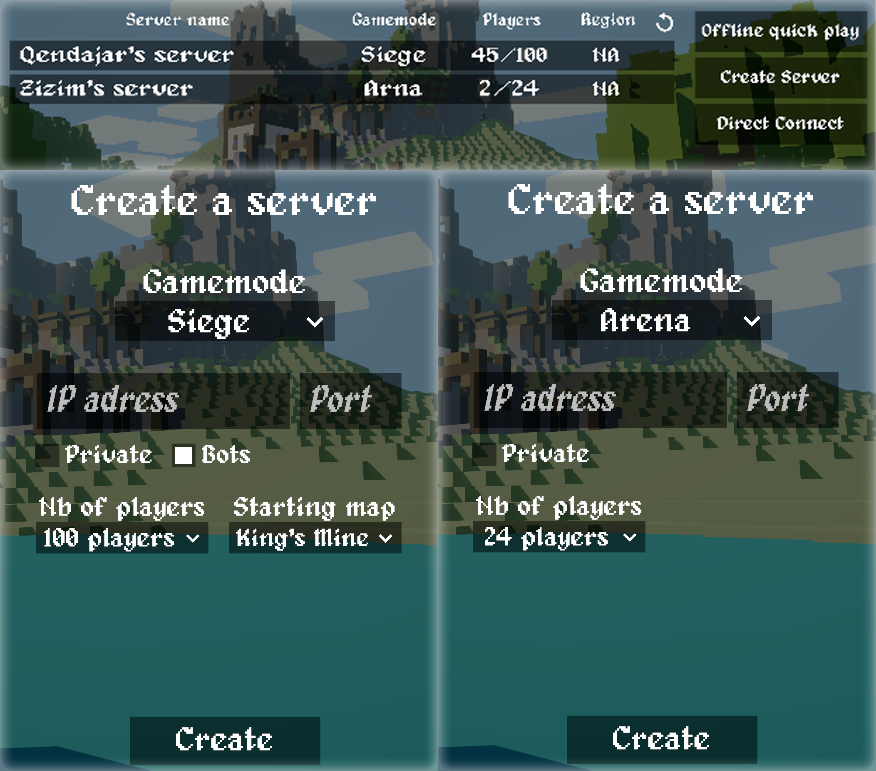 Server name Gamemode Players Region
Qendajar's server Siege 45/100 NA
Zizim's server Arna 2/24 NA
Offline quick play
Create Server
Direct Connect
Create a server
Gamemode
Siege
IP adress Port
Private Bots
Nb of players Starting map
100 players King's Mine
Create
Create a server
Gamemode
Arena
IP adress Port
Private
Nb of players
24 players
Create